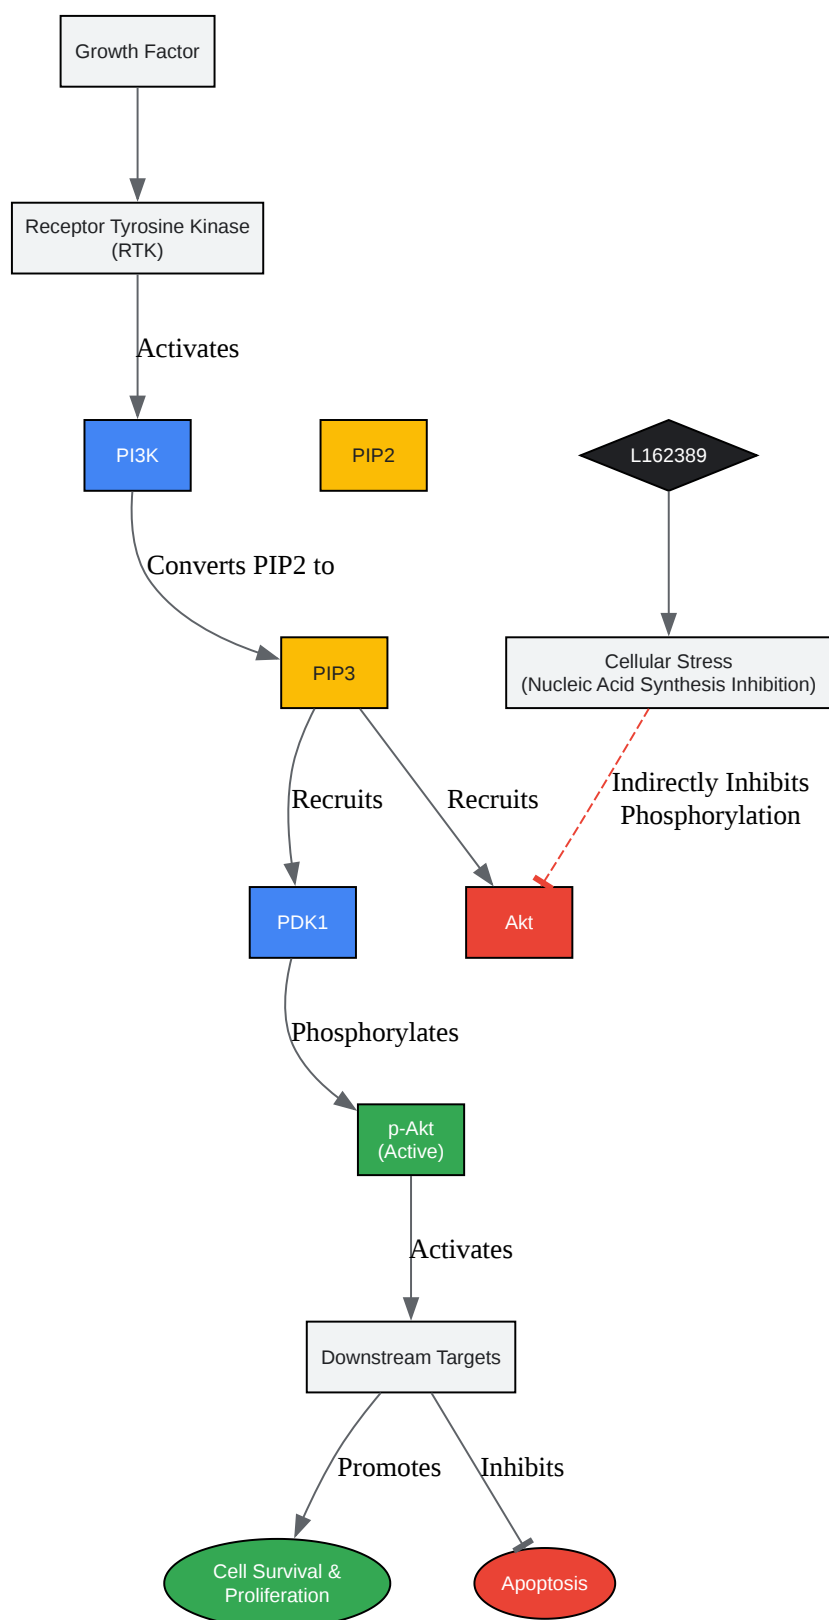 Growth Factor
Receptor Tyrosine Kinase
(RTK)
Activates
PI3K
PIP2
L162389
Converts PIP2 to
PIP3
Cellular Stress
(Nucleic Acid Synthesis Inhibition)
Recruits
Recruits
Indirectly Inhibits
Phosphorylation
PDK1
Akt
Phosphorylates
p-Akt
(Active)
Activates
Downstream Targets
Promotes
Inhibits
Cell Survival &
Proliferation
Apoptosis